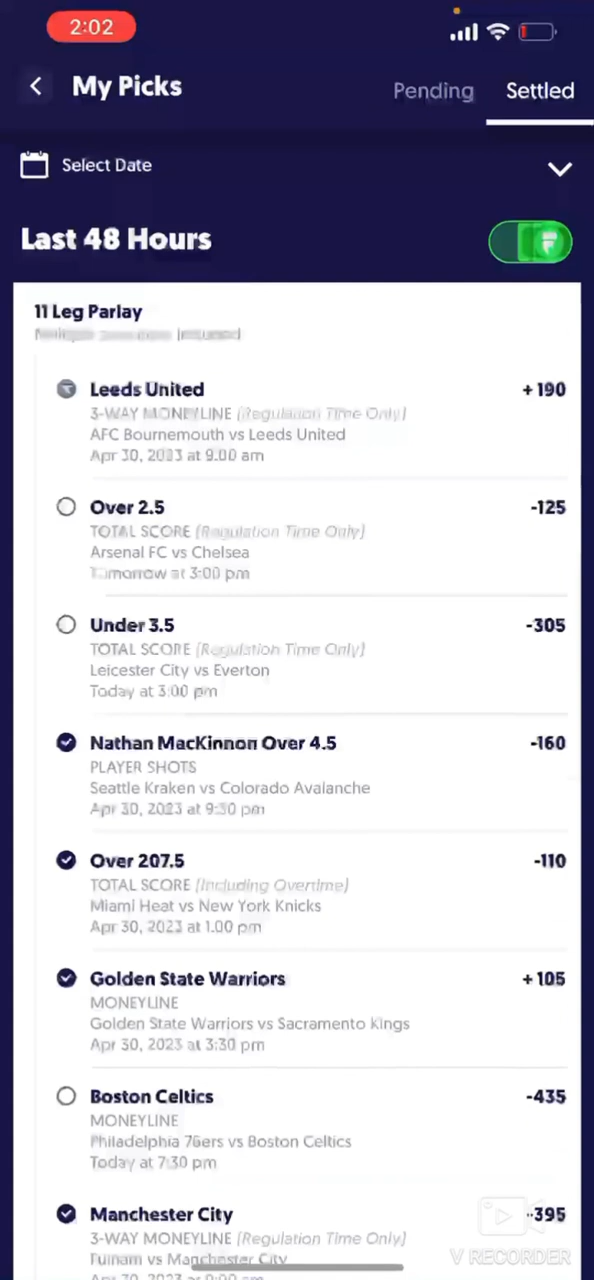 2:02
My Picks
Pending
Settled
Select Date
Last 48 Hours
11 Leg Parlay
Leeds United
+190
3-WAY MONEYLINE (Regulation Time Only)
AFC Bournemouth vs Leeds United
Apr 30, 2023 at 9:00 am
Over 2.5
-125
TOTAL SCORE (Regulation Time Only)
Arsenal FC vs Chelsea
Tomorrow at 3:00 pm
Under 3.5
-305
TOTAL SCORE (Regulation Time Only)
Leicester City vs Everton
Today at 3:00 pm
Nathan MacKinnon Over 4.5
-160
PLAYER SHOTS
Seattle Kraken vs Colorado Avalanche
Apr 30, 2023 at 9:30 pm
Over 207.5
-110
TOTAL SCORE (Including Overtime)
Miami Heat vs New York Knicks
Apr 30, 2023 at 1:00 pm
Golden State Warriors
+105
MONEYLINE
Golden State Warriors vs Sacramento Kings
Apr 30, 2023 at 3:30 pm
Boston Celtics
-435
MONEYLINE
Philadelphia 76ers vs Boston Celtics
Today at 7:30 pm
Manchester City
-395
3-WAY MONEYLINE (Regulation Time Only)
Fulham vs Manchester City
Apr 30, 2023 at 9:00 am
V RECORDER